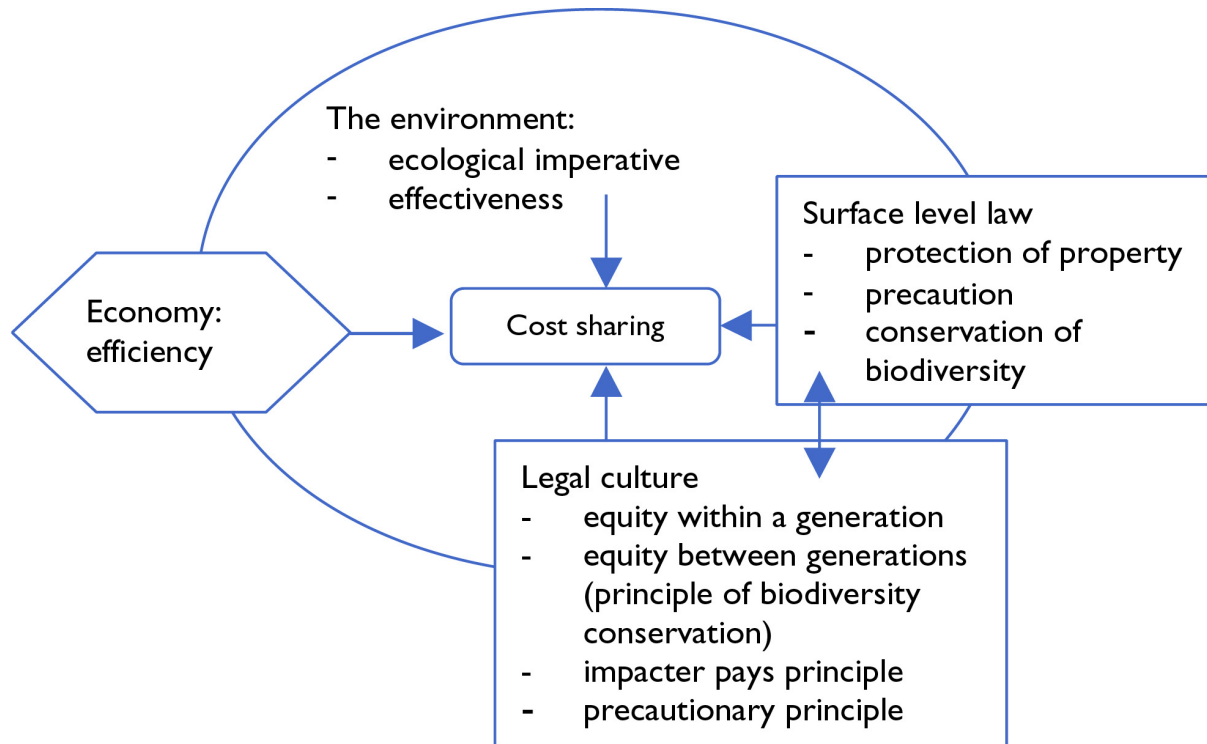 The environment:
- ecological imperative
- effectiveness
Economy:
efficiency
Cost sharing
Surface level law
- protection of property
- precaution
- conservation of
biodiversity
Legal culture
- equity within a generation
- equity between generations
(principle of biodiversity
conservation)
- impacter pays principle
- precautionary principle